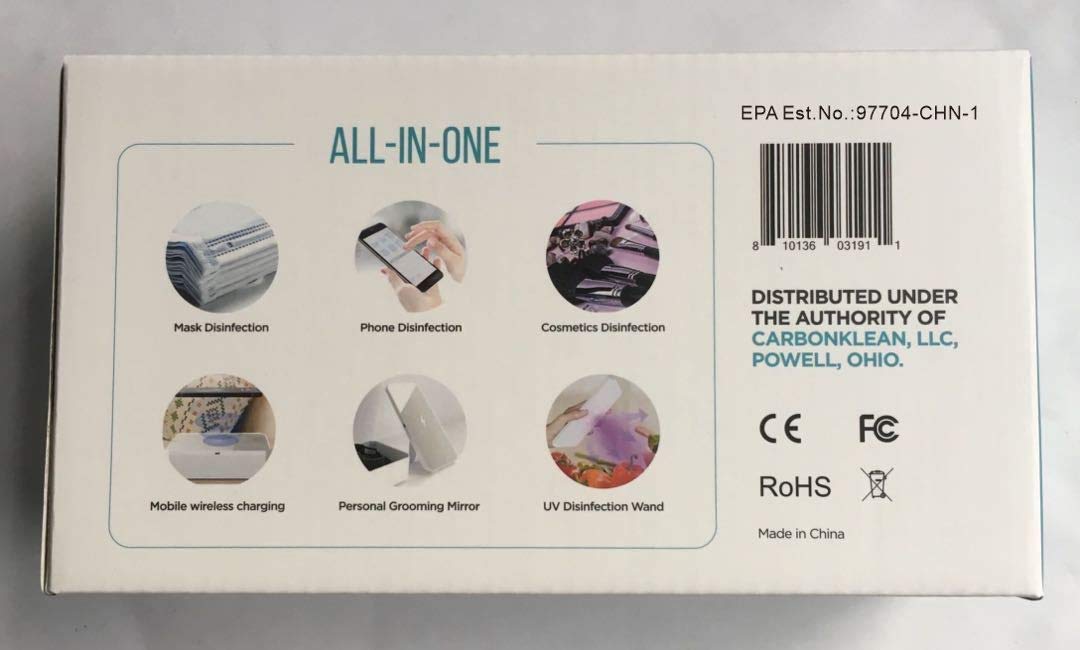 EPA Est.No.:97704-CHN-1
ALL-IN-ONE
8 10136 03191 1
Mask Disinfection
Phone Disinfection
Cosmetics Disinfection
DISTRIBUTED UNDER
THE AUTHORITY OF
CARBONKLEAN, LLC,
POWELL, OHIO.
Mobile wireless charging
Personal Grooming Mirror
UV Disinfection Wand
CE FC
RoHS
Made in China